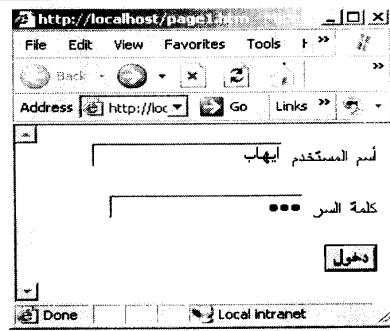 http://localhost/page1.htm
File Edit View Favorites Tools H »
Back »
Address http://loc Go Links »
أسم المستخدم ايهاب
كلمة السر •••
دخول
Done Local intranet